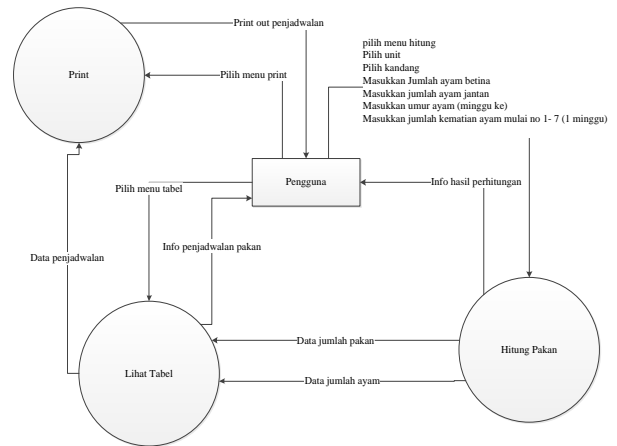 Print out penjadwalan
Print
Pilih menu print
pilih menu hitung
Pilih unit
Pilih kandang
Masukkan Jumlah ayam betina
Masukkan jumlah ayam jantan
Masukkan umur ayam (minggu ke)
Masukkan jumlah kematian ayam mulai no 1- 7 (1 minggu)
Pengguna
Pilih menu tabel
Info hasil perhitungan
Info penjadwalan pakan
Data penjadwalan
Data jumlah pakan
Hitung Pakan
Lihat Tabel
Data jumlah ayam